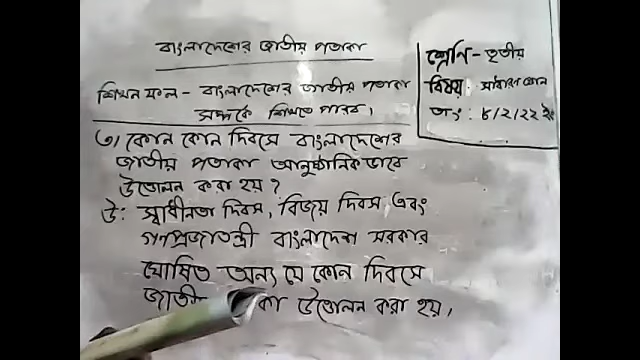 বাংলাদেশের জাতীয় পতাকা
শ্রেণি - তৃতীয়
বিষয় : সাধারণ জ্ঞান
তাং : ৮/২/২২ ইং
শিখন ফল - বাংলাদেশের জাতীয় পতাকা
সম্পর্কে শিখতে পারব।
৩) কোন কোন দিবসে বাংলাদেশের
জাতীয় পতাকা আনুষ্ঠানিক ভাবে
উত্তোলন করা হয় ?
উ: স্বাধীনতা দিবস, বিজয় দিবস এবং
গণপ্রজাতন্ত্রী বাংলাদেশ সরকার
ঘোষিত অন্য যে কোন দিবসে
উত্তোলন করা হয়।